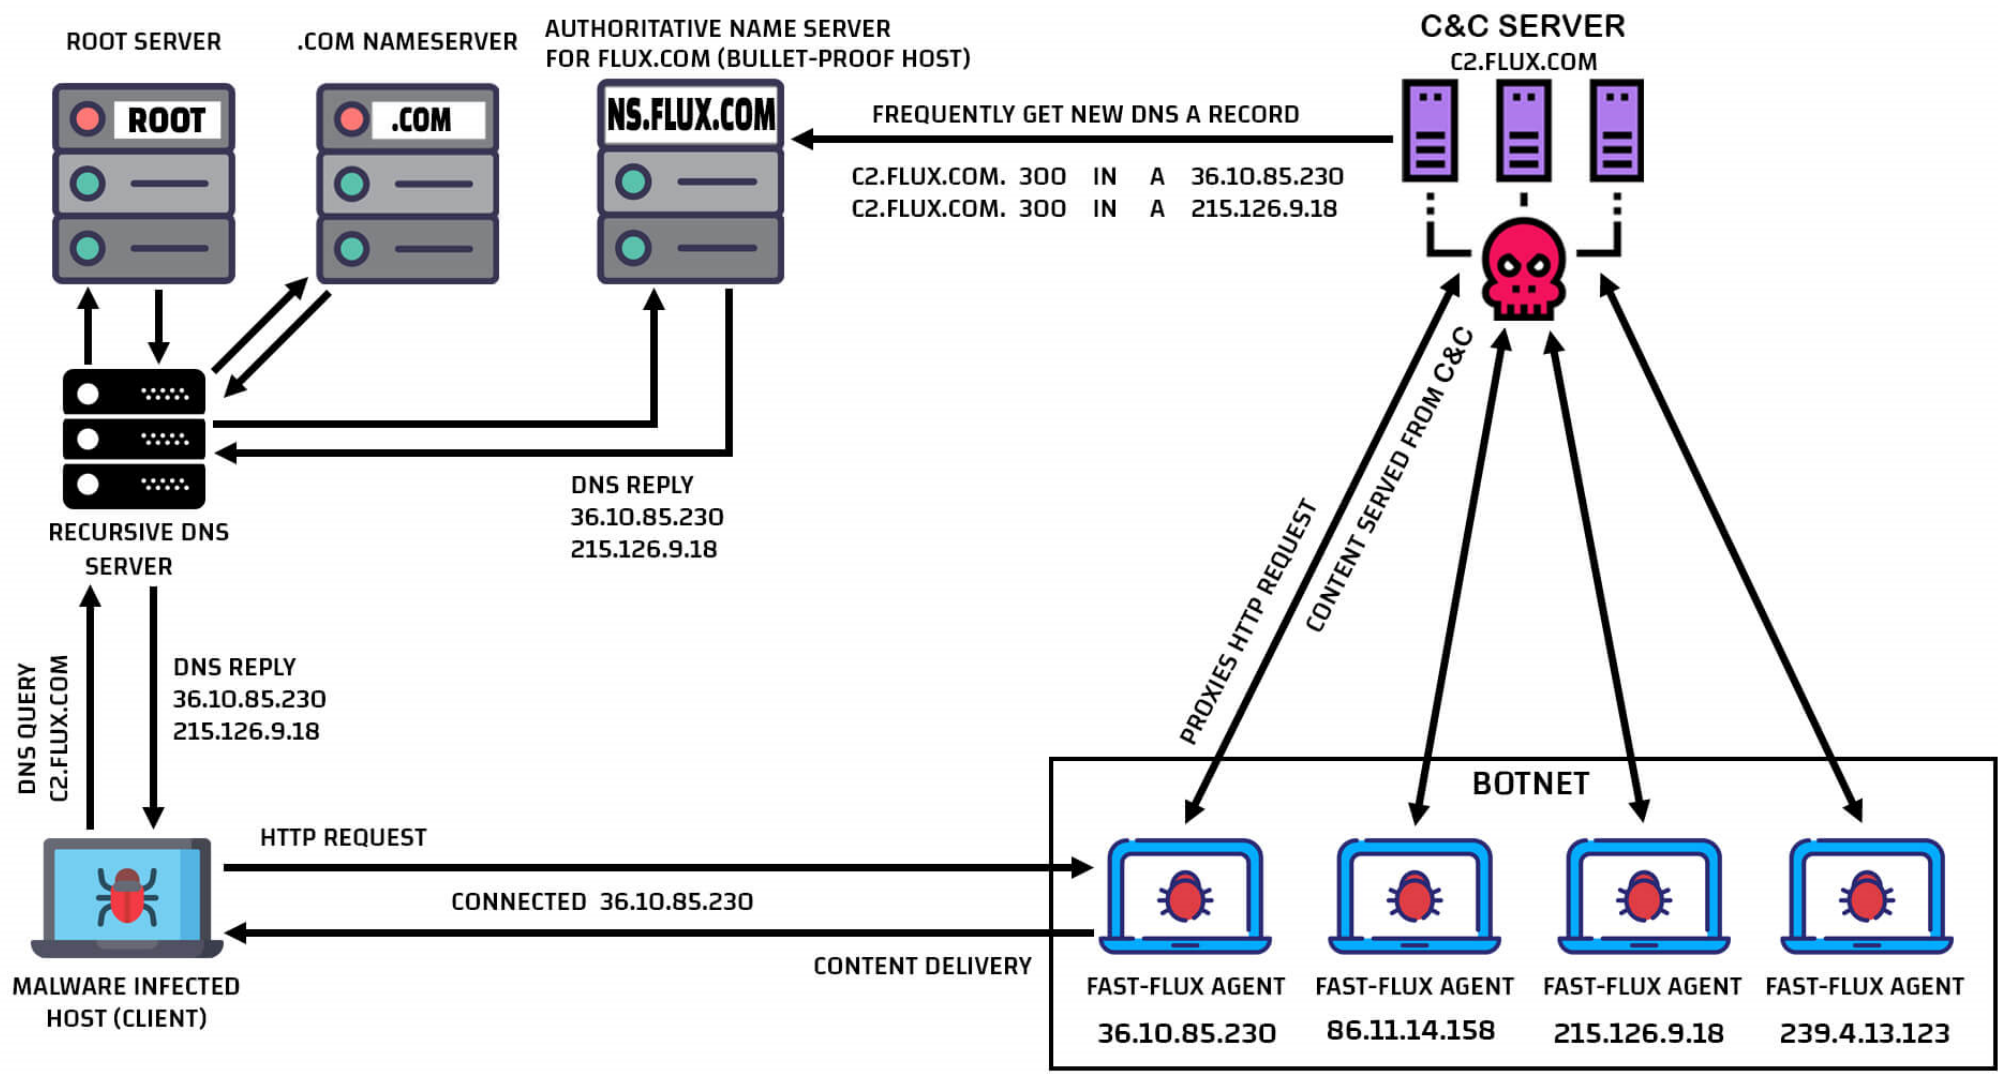 ROOT SERVER
.COM NAMESERVER
AUTHORITATIVE NAME SERVER
FOR FLUX.COM (BULLET-PROOF HOST)
C&C SERVER
C2.FLUX.COM
ROOT
.COM
NS.FLUX.COM
FREQUENTLY GET NEW DNS A RECORD
C2.FLUX.COM. 300 IN A 36.10.85.230
C2.FLUX.COM. 300 IN A 215.126.9.18
DNS REPLY
36.10.85.230
215.126.9.18
RECURSIVE DNS
SERVER
DNS QUERY
C2.FLUX.COM
DNS REPLY
36.10.85.230
215.126.9.18
PROXIES HTTP REQUEST
CONTENT SERVED FROM C&C
BOTNET
HTTP REQUEST
CONNECTED 36.10.85.230
CONTENT DELIVERY
MALWARE INFECTED
HOST (CLIENT)
FAST-FLUX AGENT
36.10.85.230
FAST-FLUX AGENT
86.11.14.158
FAST-FLUX AGENT
215.126.9.18
FAST-FLUX AGENT
239.4.13.123